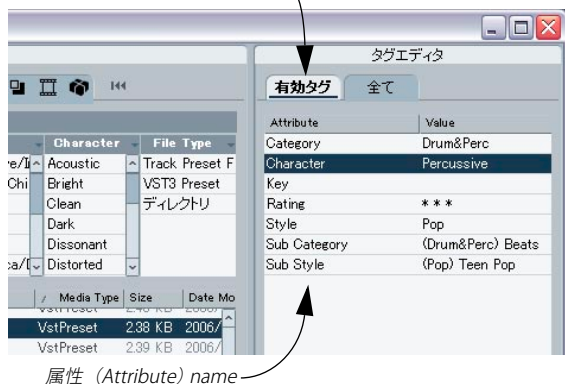 タグエディタ
有効タグ 全て
Attribute Value
Category Drum&Perc
Character Percussive
Key
Rating ***
Style Pop
Sub Category (Drum&Perc) Beats
Sub Style (Pop) Teen Pop
Character File Type
Acoustic Track Preset F
Chi Bright VST3 Preset
Clean ディレクトリ
Dark
Dissonant
Distorted
/ Media Type Size Date Mo
VstPreset 2.38 KB 2006/
VstPreset 2.39 KB 2006/
属性（Attribute）name